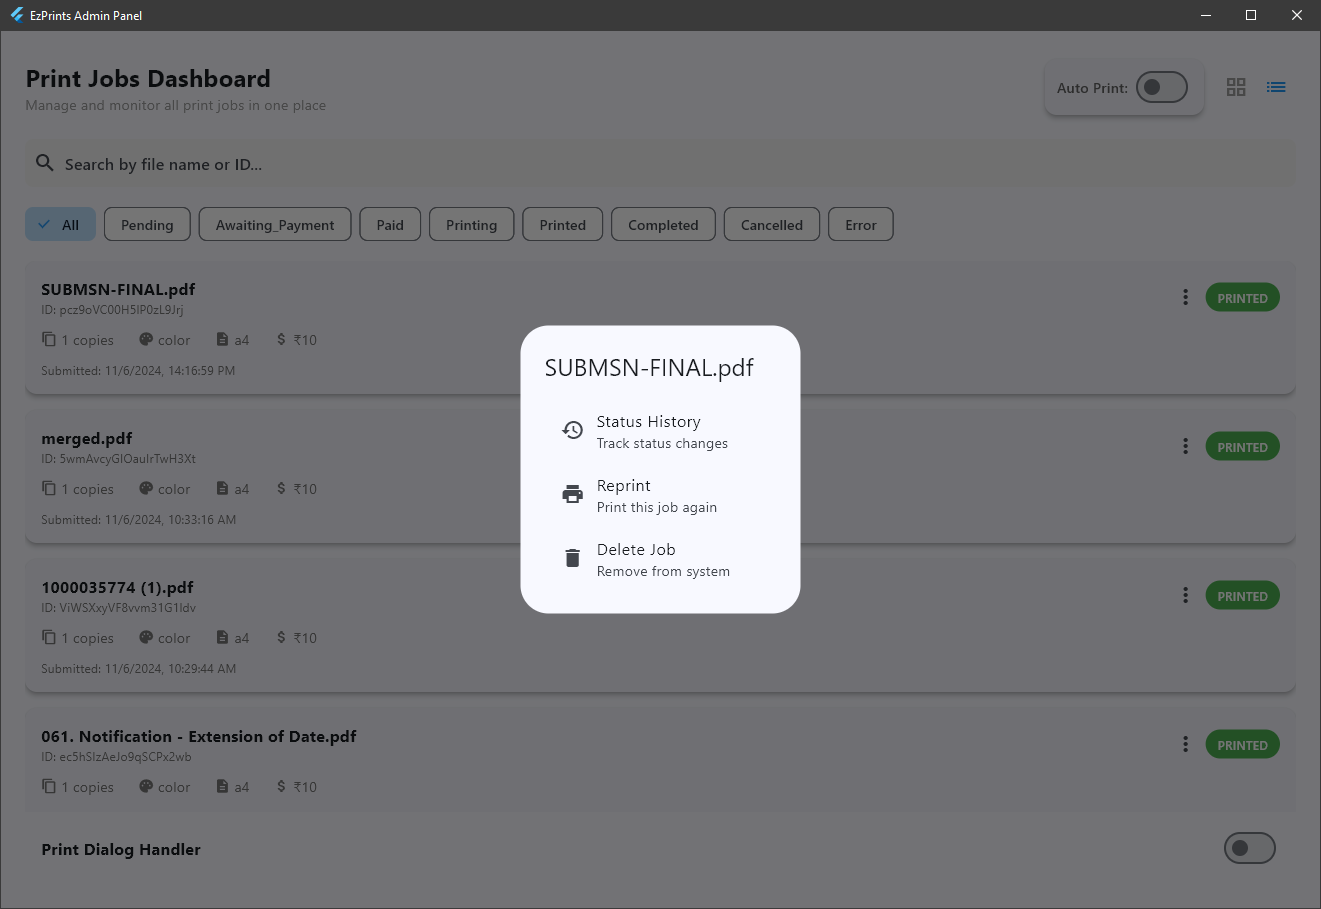 EzPrints Admin Panel
Print Jobs Dashboard
Manage and monitor all print jobs in one place
Auto Print:
Search by file name or ID...
All
Pending
Awaiting_Payment
Paid
Printing
Printed
Completed
Cancelled
Error
SUBMSN-FINAL.pdf
ID: pcz9oVC00H5IP0zL9Jrj
1 copies color a4 $ ₹10
Submitted: 11/6/2024, 14:16:59 PM
PRINTED
merged.pdf
ID: 5wmAvcyGlOaulrTwH3Xt
1 copies color a4 $ ₹10
Submitted: 11/6/2024, 10:33:16 AM
PRINTED
1000035774 (1).pdf
ID: ViWSXxyVF8vvm31G1ldv
1 copies color a4 $ ₹10
Submitted: 11/6/2024, 10:29:44 AM
PRINTED
061. Notification - Extension of Date.pdf
ID: ec5hSlzAeJo9qSCPx2wb
1 copies color a4 $ ₹10
PRINTED
Print Dialog Handler
SUBMSN-FINAL.pdf
Status History
Track status changes
Reprint
Print this job again
Delete Job
Remove from system